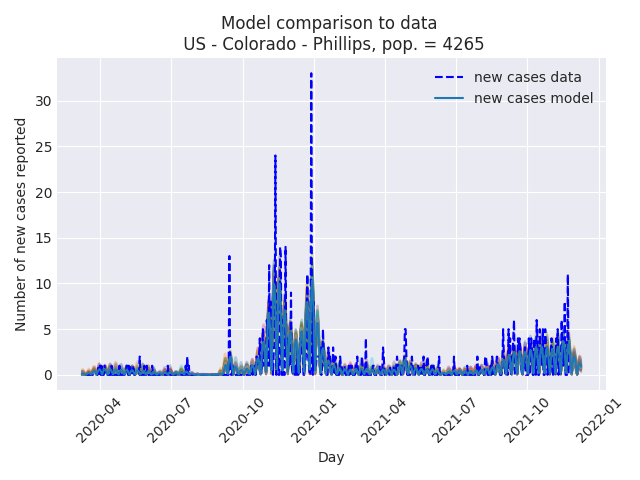 Model comparison to data
US - Colorado - Phillips, pop. = 4265
new cases data
new cases model
Number of new cases reported
30
25
20
15
10
5
0
2020-04
2020-07
2020-10
2021-01
2021-04
2021-07
2021-10
2022-01
Day